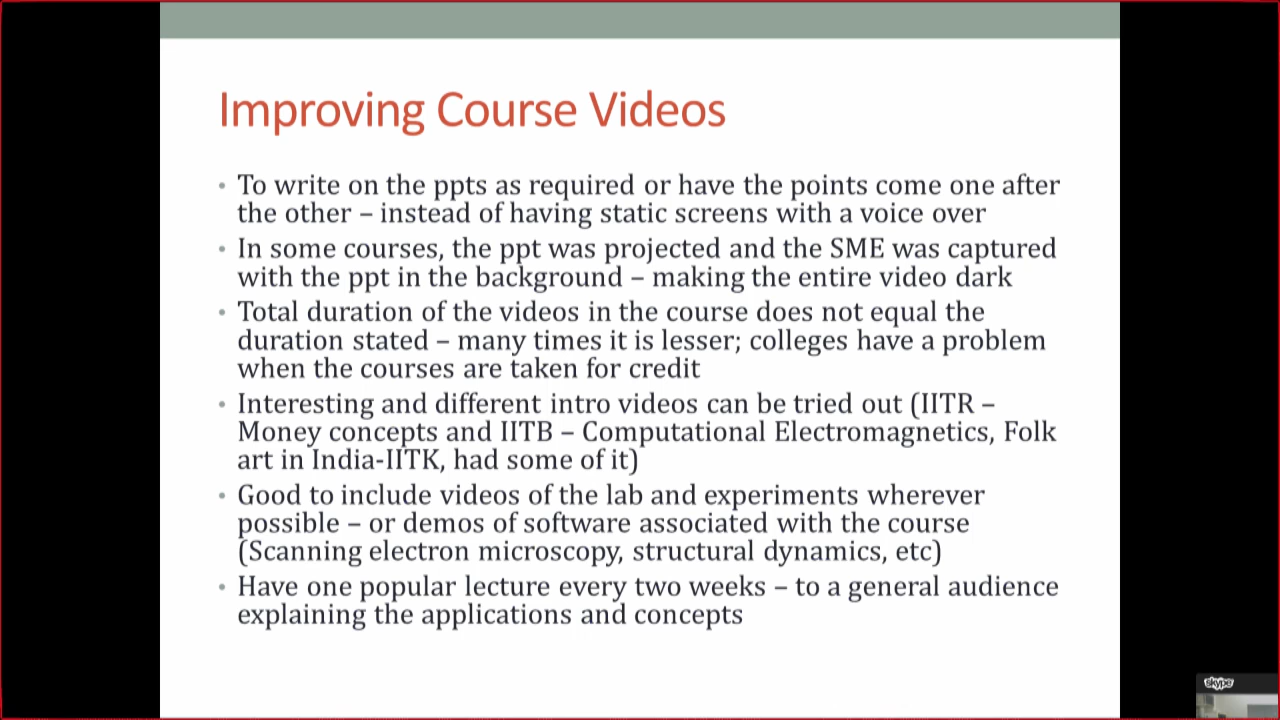 Improving Course Videos
• To write on the ppts as required or have the points come one after
the other – instead of having static screens with a voice over
• In some courses, the ppt was projected and the SME was captured
with the ppt in the background – making the entire video dark
• Total duration of the videos in the course does not equal the
duration stated – many times it is lesser; colleges have a problem
when the courses are taken for credit
• Interesting and different intro videos can be tried out (IITR –
Money concepts and IITB – Computational Electromagnetics, Folk
art in India-IITK, had some of it)
• Good to include videos of the lab and experiments wherever
possible – or demos of software associated with the course
(Scanning electron microscopy, structural dynamics, etc)
• Have one popular lecture every two weeks – to a general audience
explaining the applications and concepts
skype